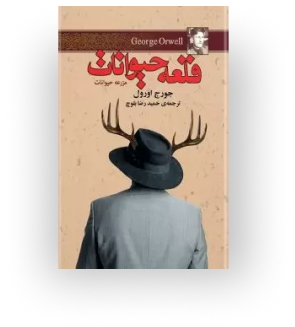 George Orwell
قلعه حیوانات
مزرعه حیوانات
جورج اورول
ترجمه‌ی حمید رضا بلوچ